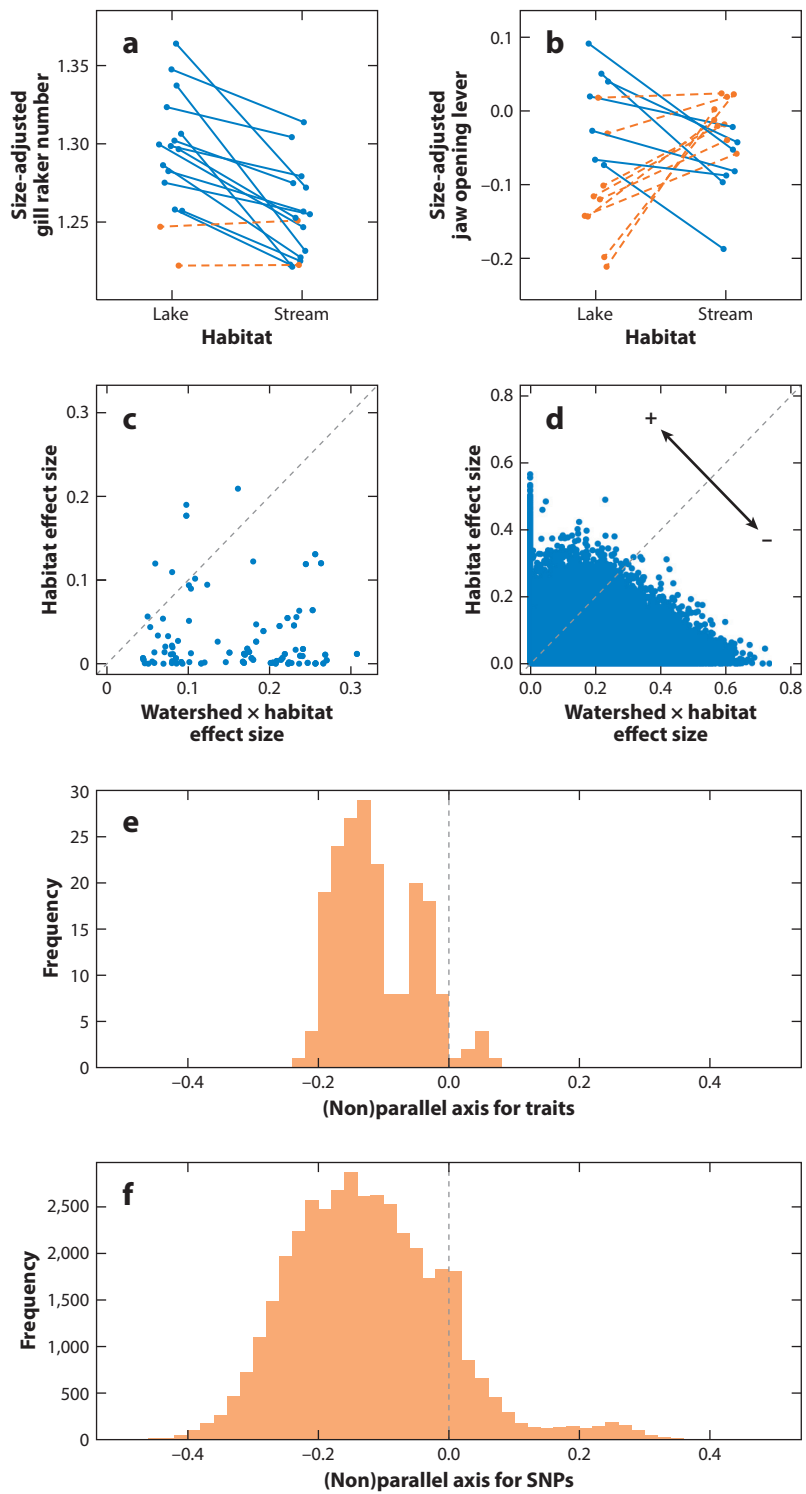 a
Size-adjusted
gill raker number
1.35
1.30
1.25
Lake
Stream
Habitat
b
Size-adjusted
jaw opening lever
0.1
0.0
−0.1
−0.2
Lake
Stream
Habitat
c
Habitat effect size
0.3
0.2
0.1
0
0
0.1
0.2
0.3
Watershed × habitat
effect size
d
Habitat effect size
0.8
0.6
0.4
0.2
0.0
+
−
0.0
0.2
0.4
0.6
0.8
Watershed × habitat
effect size
e
Frequency
30
25
20
15
10
5
0
−0.4
−0.2
0.0
0.2
0.4
(Non)parallel axis for traits
f
Frequency
2,500
2,000
1,500
1,000
500
0
−0.4
−0.2
0.0
0.2
0.4
(Non)parallel axis for SNPs